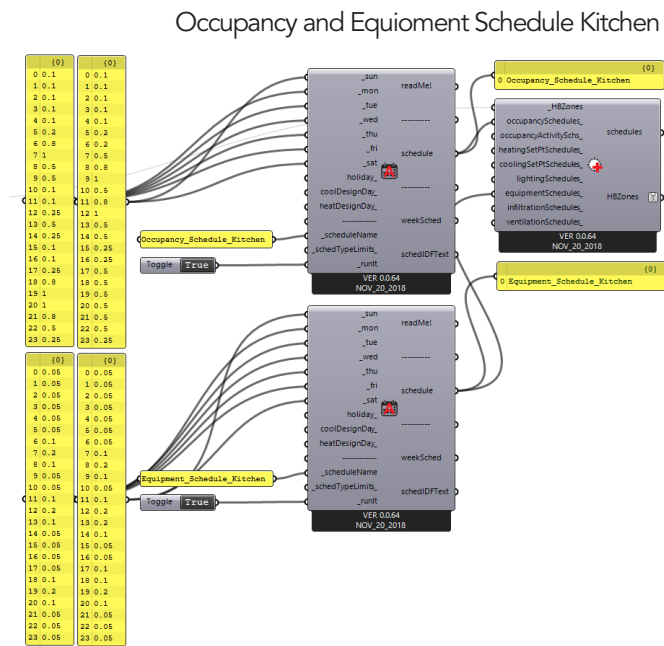 Occupancy and Equioment Schedule Kitchen
{0}
0 0.1
1 0.1
2 0.1
3 0.1
4 0.1
5 0.2
6 0.8
7 1
8 0.5
9 0.5
10 0.1
11 0.1
12 0.25
13 0.5
14 0.25
15 0.1
16 0.1
17 0.25
18 0.8
19 1
20 1
21 0.8
22 0.5
23 0.25
{0}
0 0.1
1 0.1
2 0.1
3 0.1
4 0.1
5 0.2
6 0.2
7 0.5
8 0.8
9 1
10 0.5
11 0.8
12 1
13 0.5
14 0.5
15 0.25
16 0.25
17 0.5
18 0.5
19 0.5
20 0.5
21 0.5
22 0.5
23 0.25
Occupancy_Schedule_Kitchen
Toggle True
_sun
_mon
_tue
_wed
_thu
_fri
_sat
holiday_
coolDesignDay_
heatDesignDay_
------------
_scheduleName
_schedTypeLimits_
_runIt
readMe!
----------
schedule
----------
weekSched
schedIDFText
VER 0.0.64
NOV_20_2018
{0}
0 Occupancy_Schedule_Kitchen
_HBZones
occupancySchedules_
occupancyActivitySchs_
heatingSetPtSchedules_
coolingSetPtSchedules_
lightingSchedules_
equipmentSchedules_
infiltrationSchedules_
ventilationSchedules_
schedules
HBZones
VER 0.0.64
NOV_20_2018
{0}
0 Equipment_Schedule_Kitchen
{0}
0 0.05
1 0.05
2 0.05
3 0.05
4 0.05
5 0.05
6 0.1
7 0.2
8 0.1
9 0.05
10 0.05
11 0.1
12 0.2
13 0.1
14 0.05
15 0.05
16 0.05
17 0.05
18 0.1
19 0.2
20 0.1
21 0.05
22 0.05
23 0.05
{0}
0 0.05
1 0.05
2 0.05
3 0.05
4 0.05
5 0.05
6 0.05
7 0.1
8 0.2
9 0.1
10 0.05
11 0.1
12 0.2
13 0.2
14 0.1
15 0.05
16 0.05
17 0.1
18 0.1
19 0.2
20 0.1
21 0.05
22 0.05
23 0.05
Equipment_Schedule_Kitchen
Toggle True
_sun
_mon
_tue
_wed
_thu
_fri
_sat
holiday_
coolDesignDay_
heatDesignDay_
------------
_scheduleName
_schedTypeLimits_
_runIt
readMe!
----------
schedule
----------
weekSched
schedIDFText
VER 0.0.64
NOV_20_2018